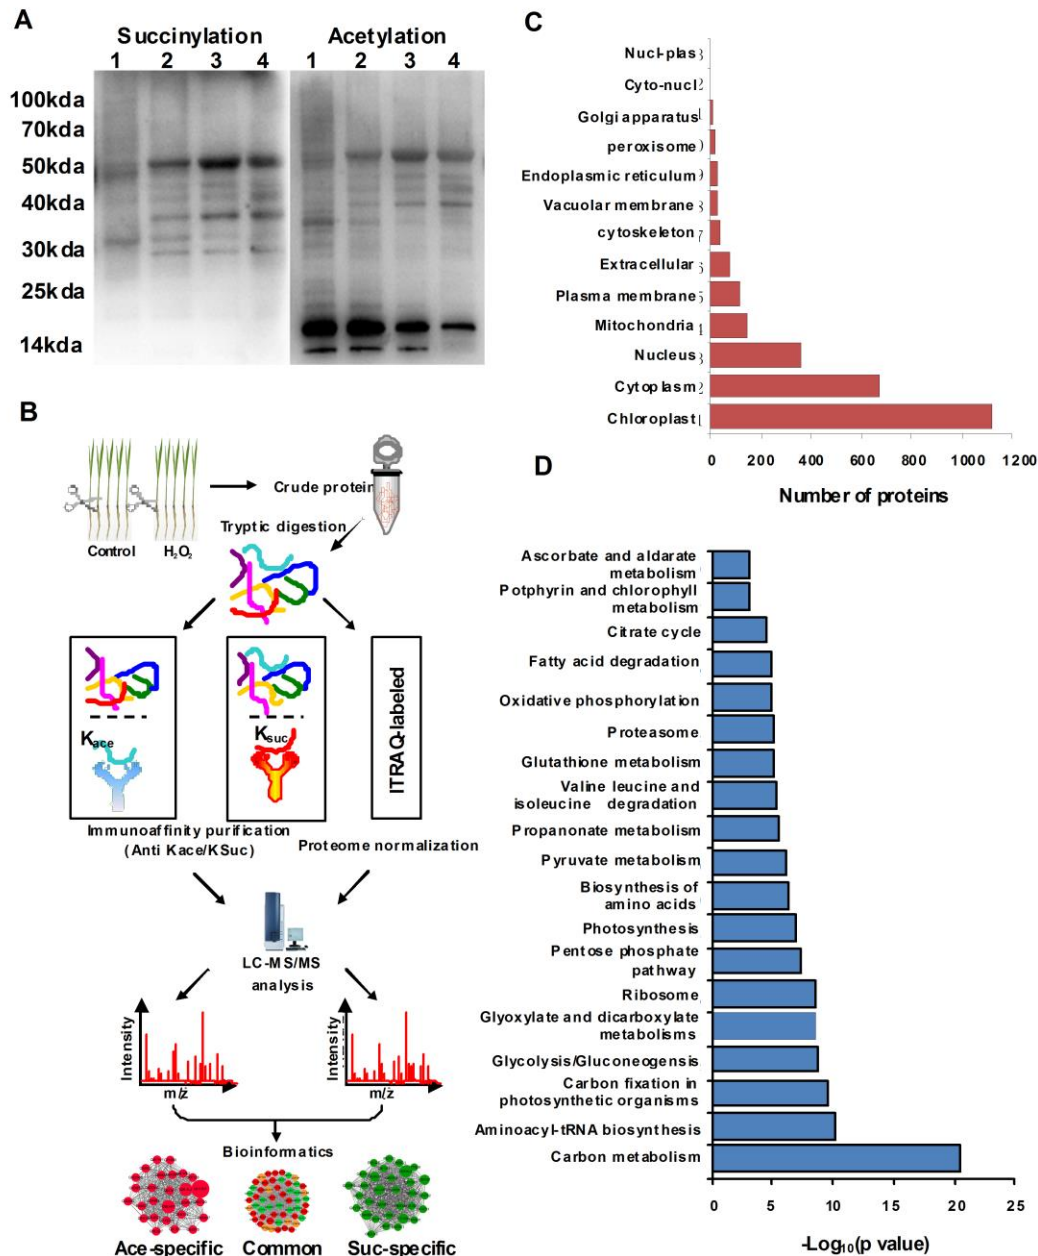 A
Succinylation
Acetylation
1 2 3 4
1 2 3 4
100kda
70kda
50kda
40kda
30kda
25kda
14kda
B
Control
H₂O₂
Crude protein
Tryptic digestion
Kace
Ksuc
ITRAQ-labeled
Immunoaffinity purification
(Anti Kace/KSuc)
Proteome normalization
LC-MS/MS
analysis
Intensity
m/z
Intensity
m/z
Bioinformatics
Ace-specific
Common
Suc-specific
C
Nucl-plas
Cyto-nucl
Golgi apparatus
peroxisome
Endoplasmic reticulum
Vacuolar membrane
cytoskeleton
Extracellular
Plasma membrane
Mitochondria
Nucleus
Cytoplasm
Chloroplast
0 200 400 600 800 1000 1200
Number of proteins
D
Ascorbate and aldarate
metabolism
Potphyrin and chlorophyll
metabolism
Citrate cycle
Fatty acid degradation
Oxidative phosphorylation
Proteasome
Glutathione metabolism
Valine leucine and
isoleucine degradation
Propanonate metabolism
Pyruvate metabolism
Biosynthesis of
amino acids
Photosynthesis
Pentose phosphate
pathway
Ribosome
Glyoxylate and dicarboxylate
metabolisms
Glycolysis/Gluconeogensis
Carbon fixation in
photosynthetic organisms
Aminoacyl-tRNA biosynthesis
Carbon metabolism
0 5 10 15 20 25
-Log₁₀(p value)